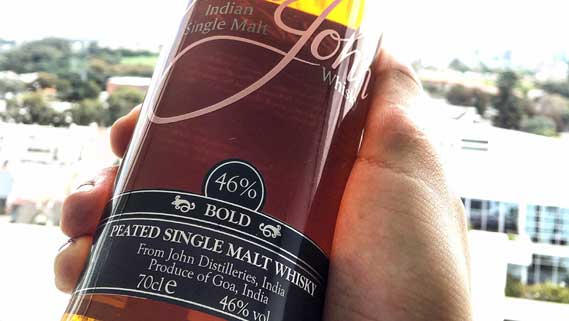 Indian
Single Malt
John
Whisky
46%
BOLD
PEATED SINGLE MALT WHISKY
From John Distilleries, India
Produce of Goa, India
70cl e
46% vol